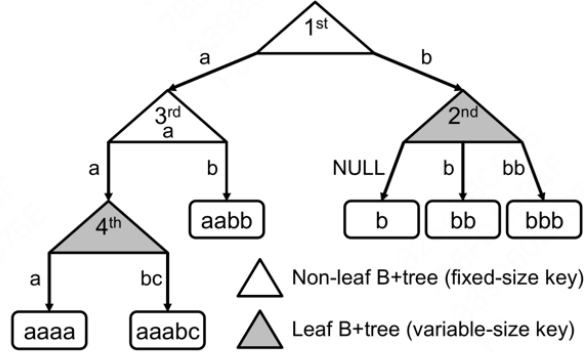 1st
a b
3rd
a
2nd
a b
NULL b bb
aabb b bb bbb
4th
a bc
Non-leaf B+tree (fixed-size key)
aaaa aaabc
Leaf B+tree (variable-size key)